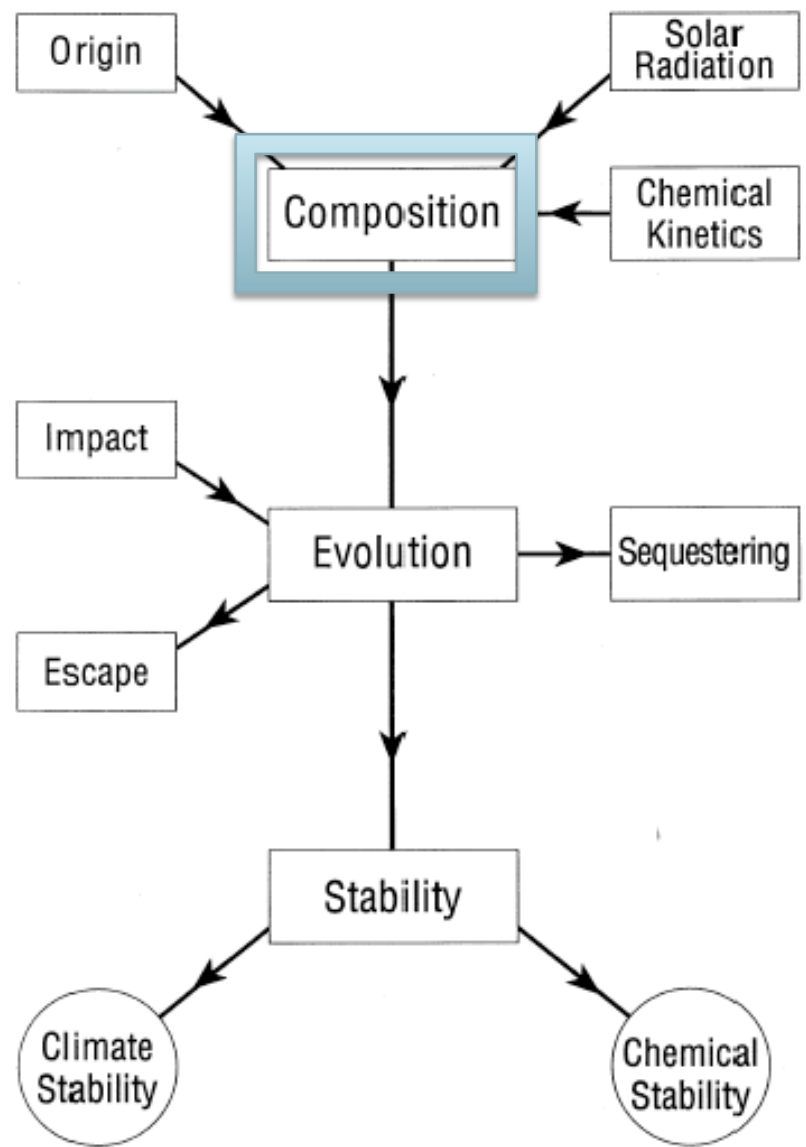 Origin
Solar
Radiation
Composition
Chemical
Kinetics
Impact
Evolution
Sequestering
Escape
Stability
Climate
Stability
Chemical
Stability